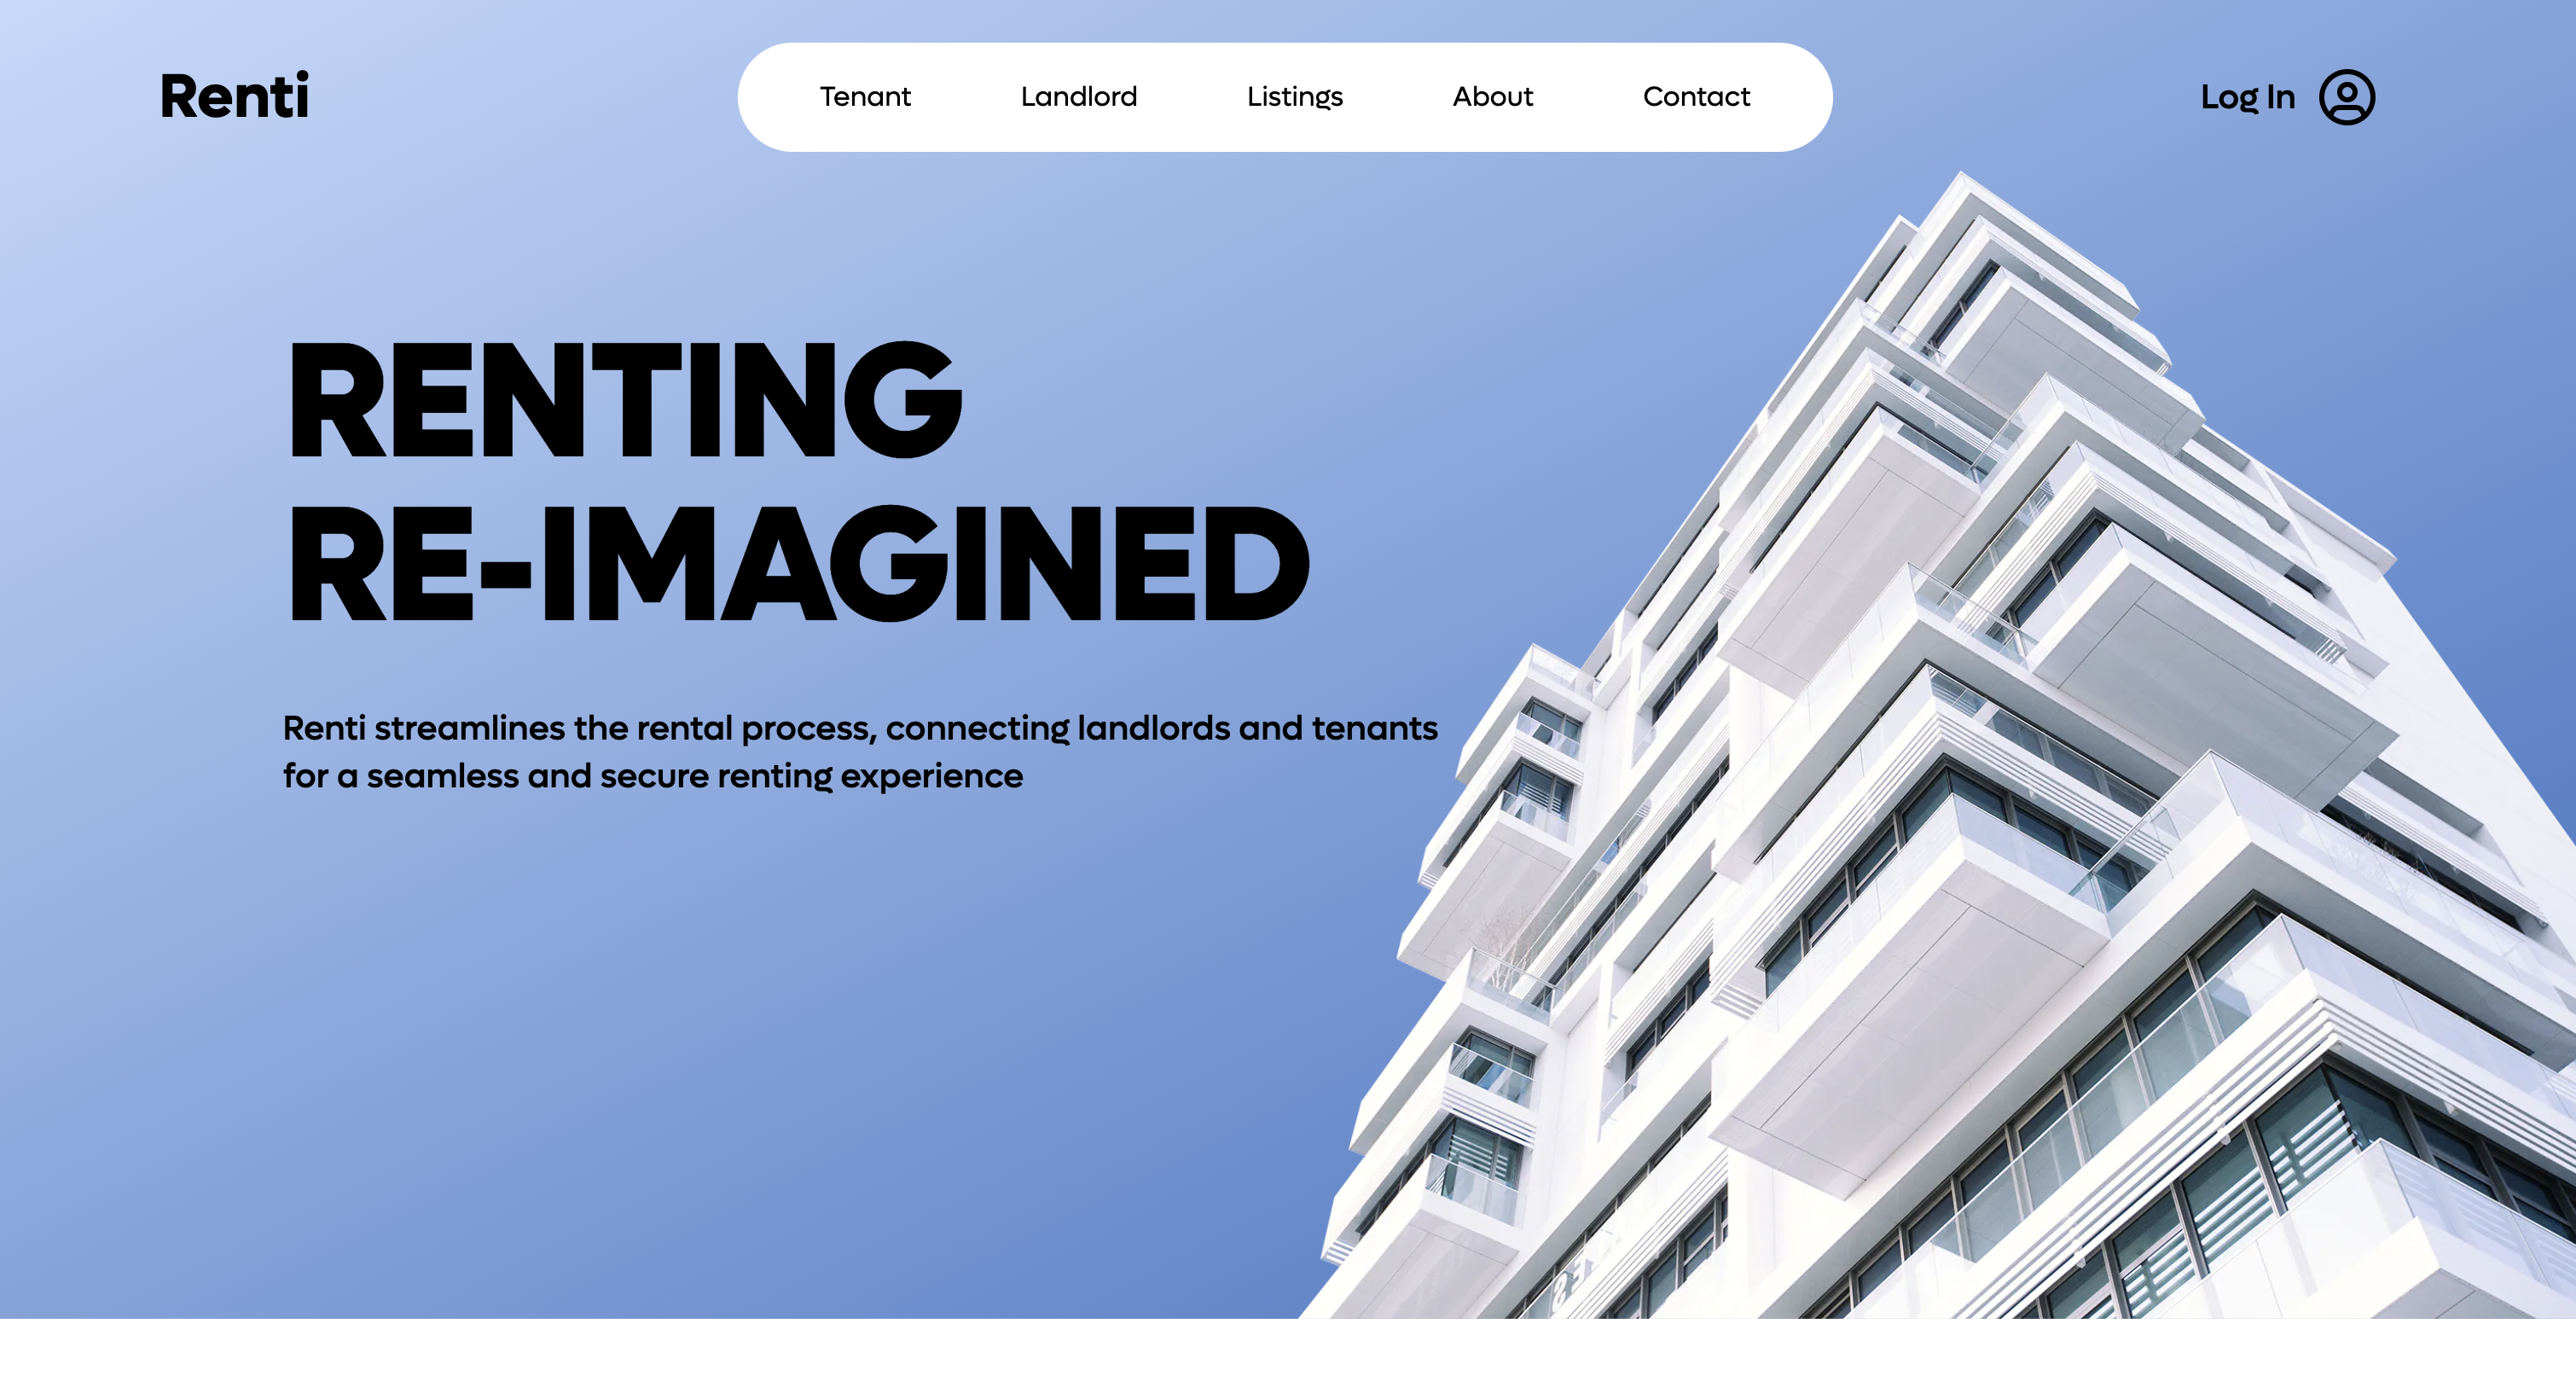 Renti
Tenant Landlord Listings About Contact
Log In
RENTING
RE-IMAGINED
Renti streamlines the rental process, connecting landlords and tenants
for a seamless and secure renting experience